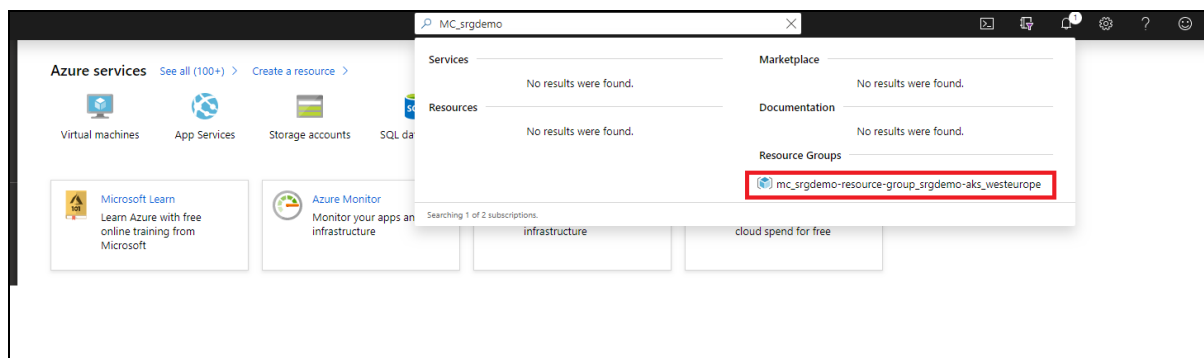 MC_srgdemo
1
Azure services See all (100+) > Create a resource >
Virtual machines
App Services
Storage accounts
SQL da
Services
No results were found.
Resources
No results were found.
Marketplace
No results were found.
Documentation
No results were found.
Resource Groups
mc_srgdemo-resource-group_srgdemo-aks_westeurope
Searching 1 of 2 subscriptions.
101
Microsoft Learn
Learn Azure with free
online training from
Microsoft
Azure Monitor
Monitor your apps an
infrastructure
infrastructure
cloud spend for free